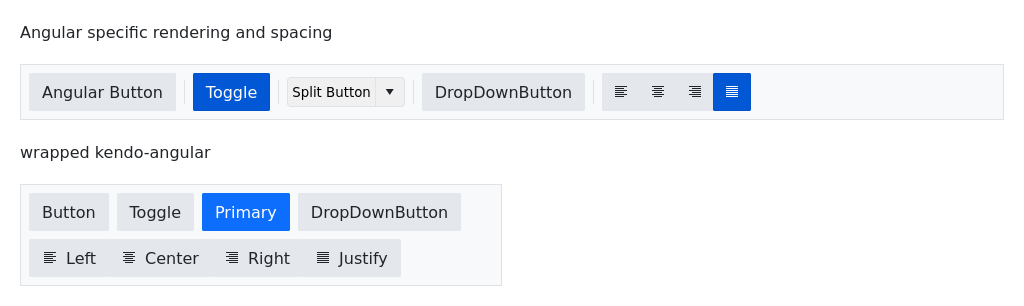 Angular specific rendering and spacing
Angular Button Toggle Split Button DropDownButton
wrapped kendo-angular
Button Toggle Primary DropDownButton
Left Center Right Justify